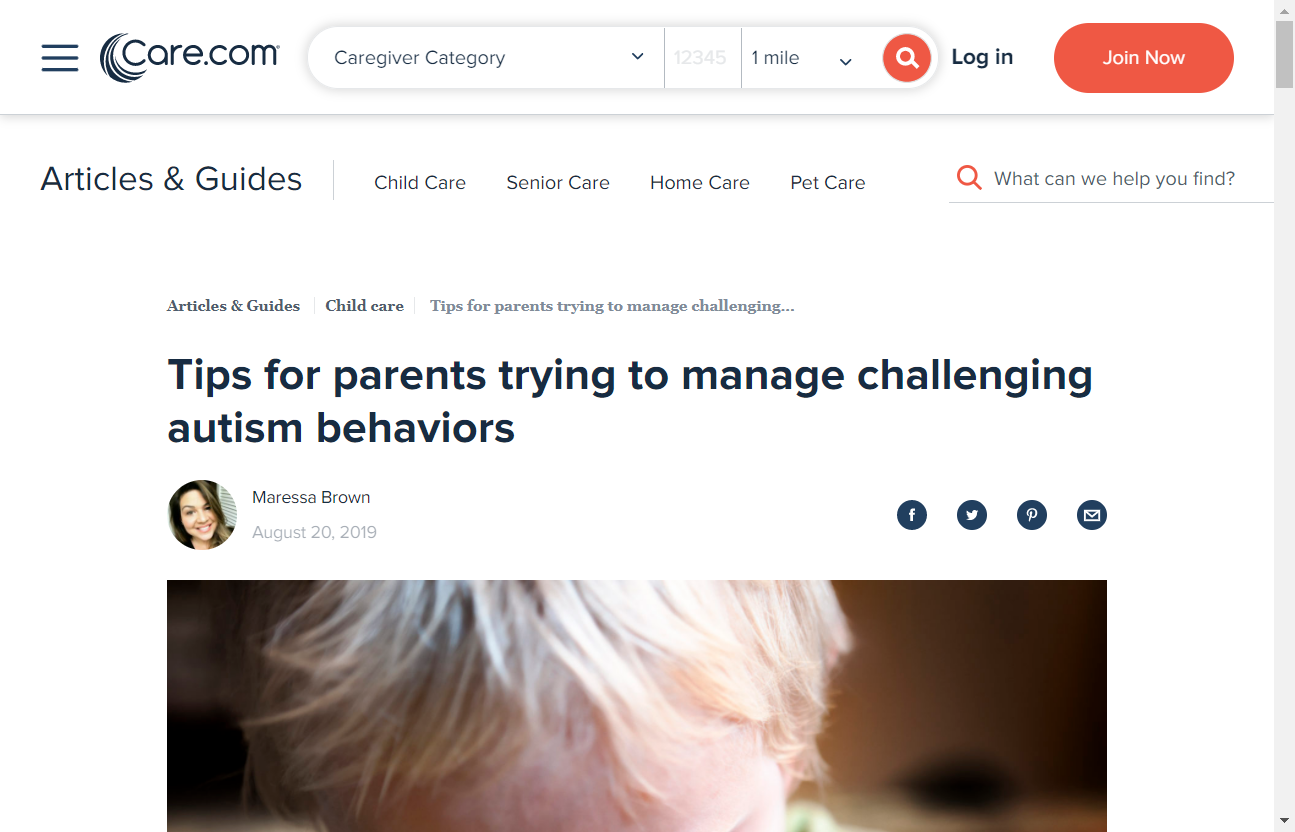 Care.com
Caregiver Category
12345
1 mile
Log in
Join Now
Articles & Guides
Child Care
Senior Care
Home Care
Pet Care
What can we help you find?
Articles & Guides
Child care
Tips for parents trying to manage challenging...
Tips for parents trying to manage challenging
autism behaviors
Maressa Brown
August 20, 2019